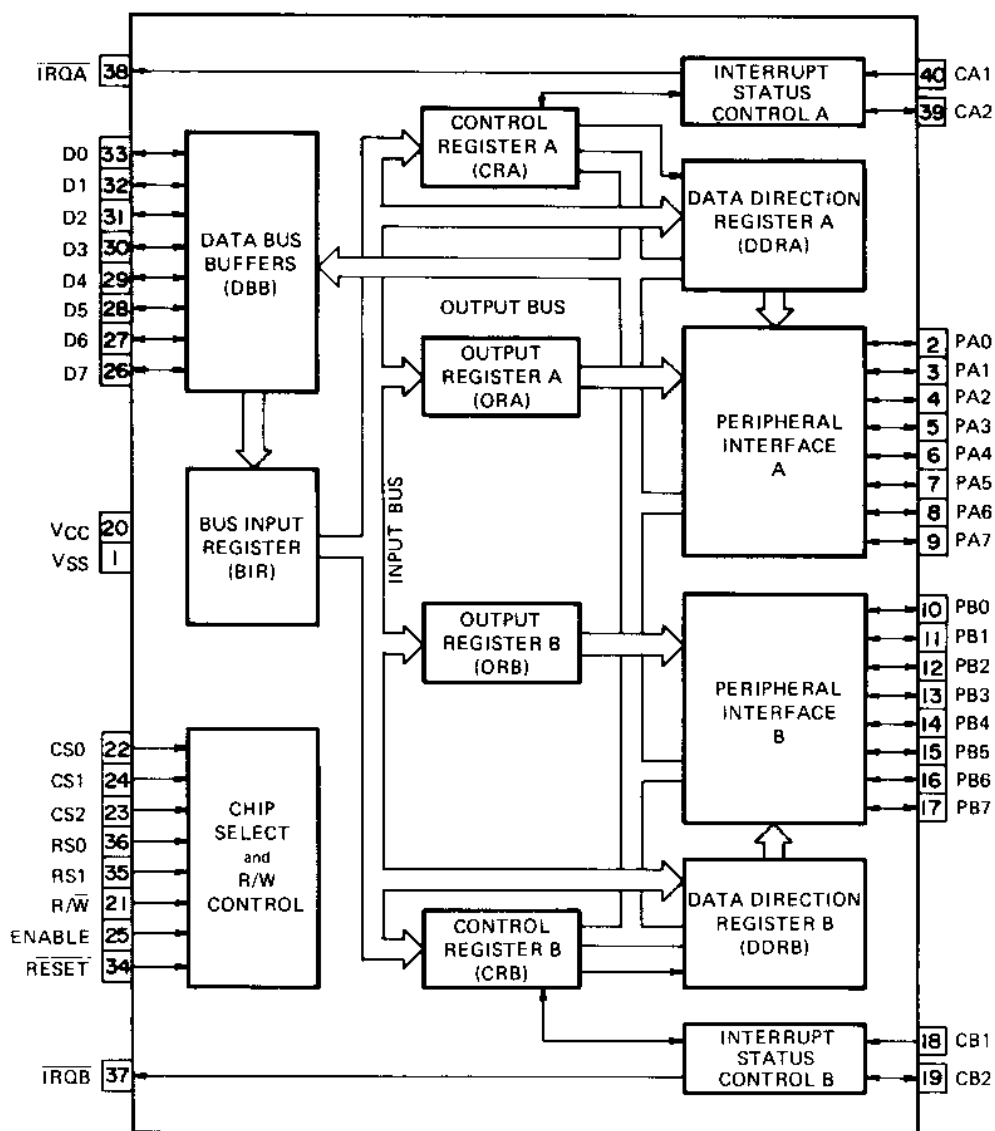 IRQA 38
INTERRUPT
STATUS
CONTROL A
40 CA1
39 CA2
CONTROL
REGISTER A
(CRA)
D0 33
D1 32
D2 31
D3 30
D4 29
D5 28
D6 27
D7 26
DATA BUS
BUFFERS
(DBB)
DATA DIRECTION
REGISTER A
(DDRA)
OUTPUT BUS
OUTPUT
REGISTER A
(ORA)
PERIPHERAL
INTERFACE
A
2 PA0
3 PA1
4 PA2
5 PA3
6 PA4
7 PA5
8 PA6
9 PA7
VCC 20
VSS 1
BUS INPUT
REGISTER
(BIR)
INPUT BUS
OUTPUT
REGISTER B
(ORB)
PERIPHERAL
INTERFACE
B
10 PB0
11 PB1
12 PB2
13 PB3
14 PB4
15 PB5
16 PB6
17 PB7
CS0 22
CS1 24
CS2 23
RS0 36
RS1 35
R/W 21
ENABLE 25
RESET 34
CHIP
SELECT
and
R/W
CONTROL
CONTROL
REGISTER B
(CRB)
DATA DIRECTION
REGISTER B
(DDRB)
IRQB 37
INTERRUPT
STATUS
CONTROL B
18 CB1
19 CB2